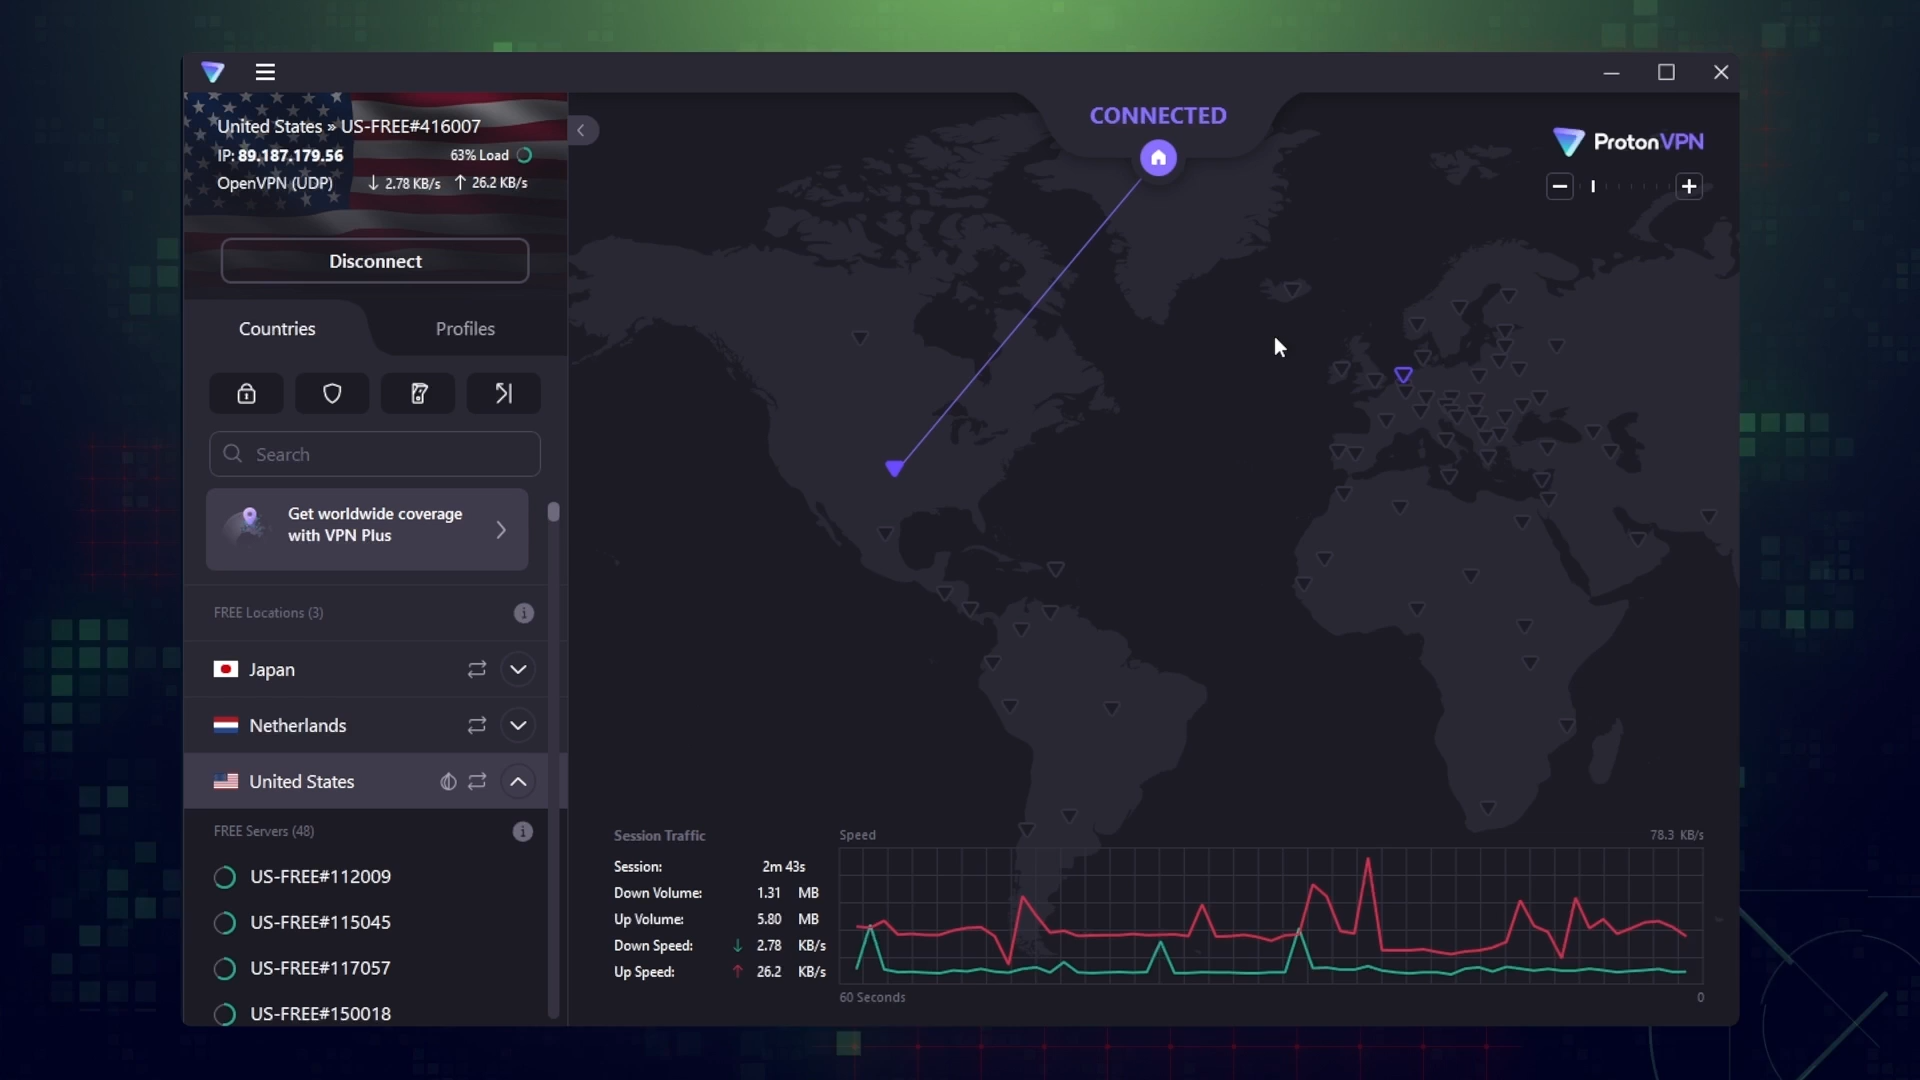 United States » US-FREE#416007
IP: 89.187.179.56
63% Load
OpenVPN (UDP)
↓ 2.78 KB/s ↑ 26.2 KB/s
Disconnect
Countries
Profiles
Search
Get worldwide coverage
with VPN Plus
FREE Locations (3)
Japan
Netherlands
United States
FREE Servers (48)
US-FREE#112009
US-FREE#115045
US-FREE#117057
US-FREE#150018
CONNECTED
ProtonVPN
Session Traffic
Session: 2m 43s
Down Volume: 1.31 MB
Up Volume: 5.80 MB
Down Speed: ↓ 2.78 KB/s
Up Speed: ↑ 26.2 KB/s
Speed
78.3 KB/s
60 Seconds
0